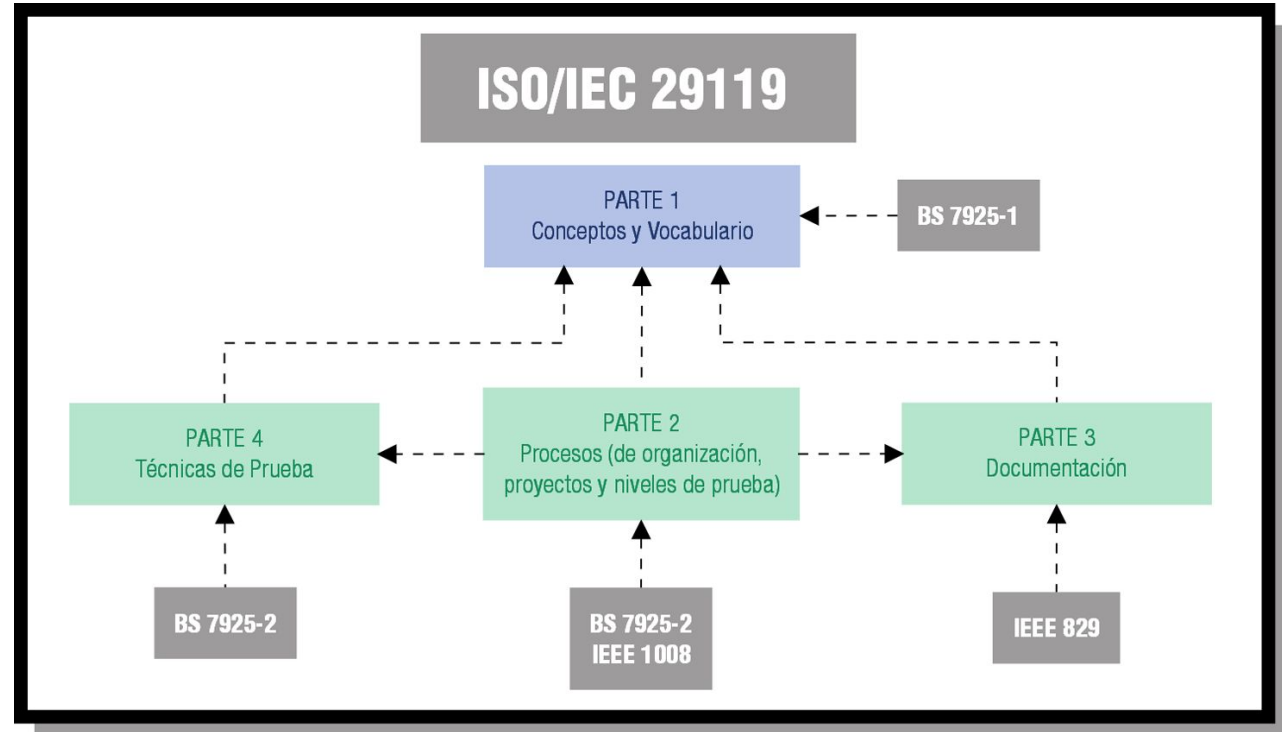 ISO/IEC 29119
PARTE 1
Conceptos y Vocabulario
BS 7925-1
PARTE 4
Técnicas de Prueba
PARTE 2
Procesos (de organización,
proyectos y niveles de prueba)
PARTE 3
Documentación
BS 7925-2
BS 7925-2
IEEE 1008
IEEE 829